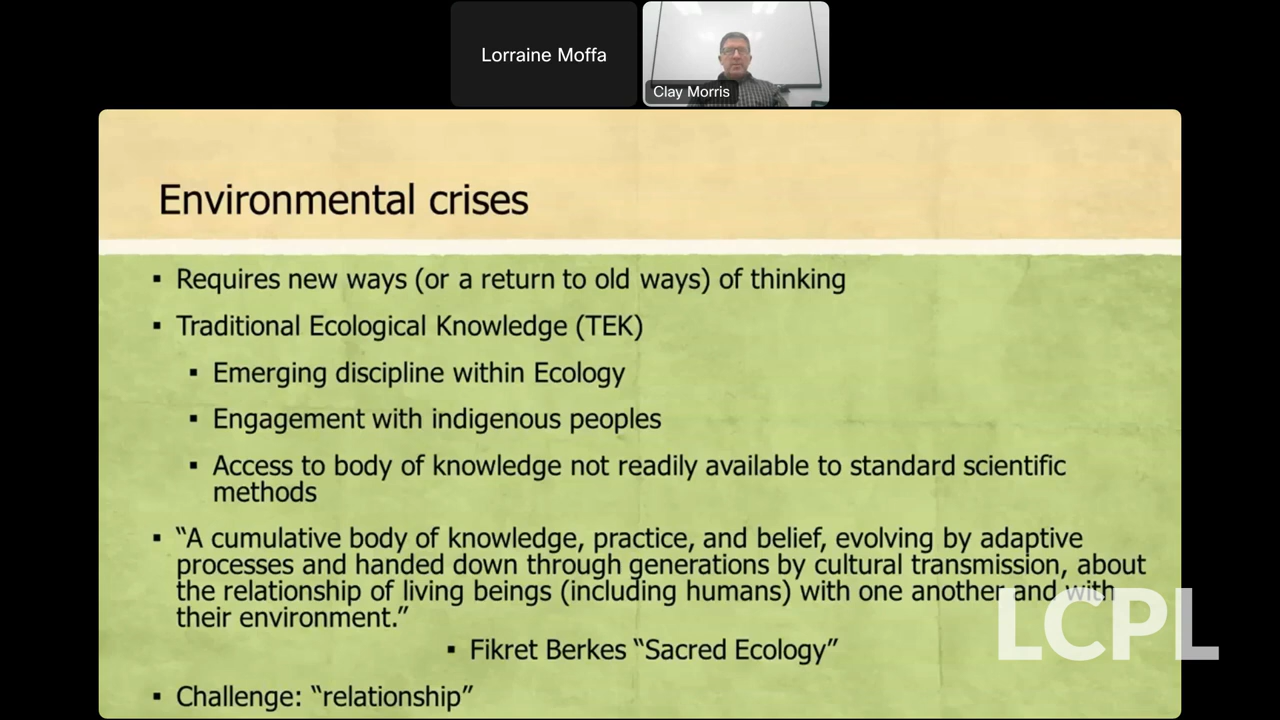 Lorraine Moffa
Clay Morris
Environmental crises
▪ Requires new ways (or a return to old ways) of thinking
▪ Traditional Ecological Knowledge (TEK)
▪ Emerging discipline within Ecology
▪ Engagement with indigenous peoples
▪ Access to body of knowledge not readily available to standard scientific
methods
▪ “A cumulative body of knowledge, practice, and belief, evolving by adaptive
processes and handed down through generations by cultural transmission, about
the relationship of living beings (including humans) with one another and with
their environment.”
▪ Fikret Berkes “Sacred Ecology”
▪ Challenge: “relationship”
LCPL